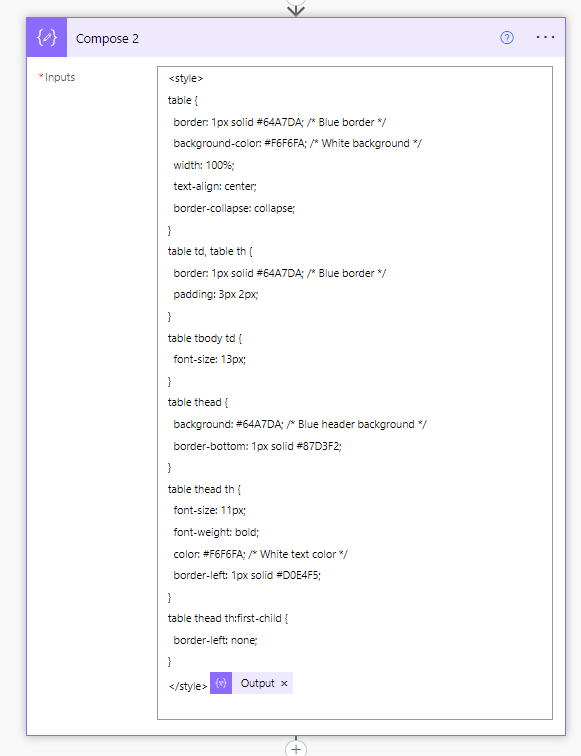 Compose 2
*Inputs
<style>
table {
border: 1px solid #64A7DA; /* Blue border */
background-color: #F6F6FA; /* White background */
width: 100%;
text-align: center;
border-collapse: collapse;
}
table td, table th {
border: 1px solid #64A7DA; /* Blue border */
padding: 3px 2px;
}
table tbody td {
font-size: 13px;
}
table thead {
background: #64A7DA; /* Blue header background */
border-bottom: 1px solid #87D3F2;
}
table thead th {
font-size: 11px;
font-weight: bold;
color: #F6F6FA; /* White text color */
border-left: 1px solid #D0E4F5;
}
table thead th:first-child {
border-left: none;
}
</style> Output ×